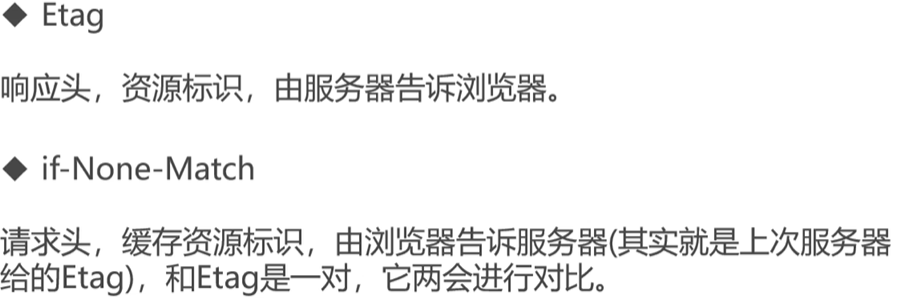 ◆ Etag
响应头，资源标识，由服务器告诉浏览器。
◆ if-None-Match
请求头，缓存资源标识，由浏览器告诉服务器(其实就是上次服务器
给的Etag)，和Etag是一对，它两会进行对比。